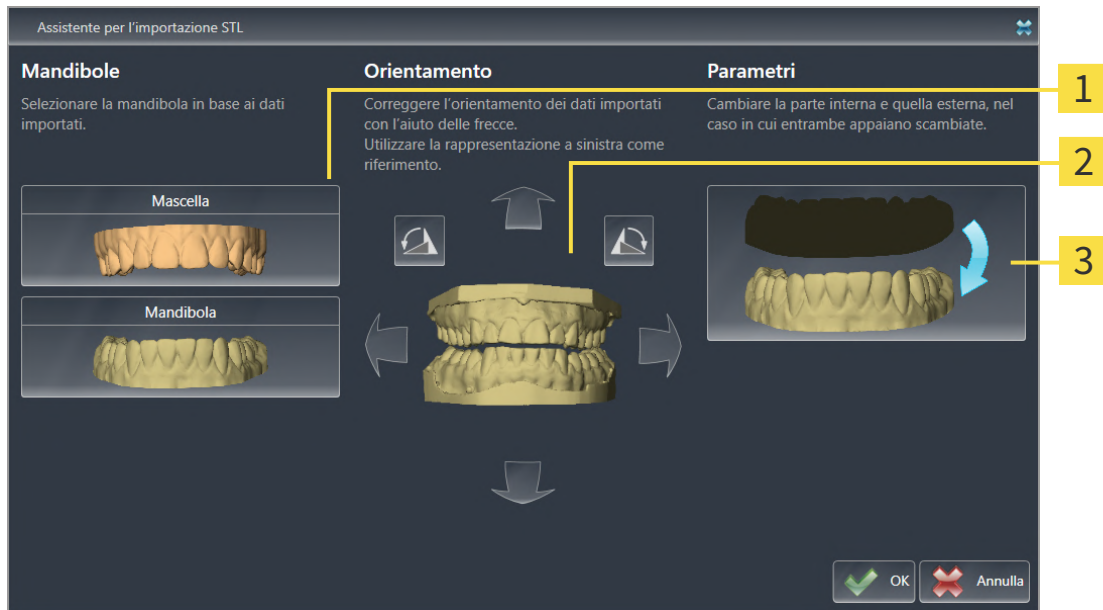 Assistente per l'importazione STL
Mandibole
Selezionare la mandibola in base ai dati
importati.
Orientamento
Correggere l'orientamento dei dati importati
con l'aiuto delle frecce.
Utilizzare la rappresentazione a sinistra come
riferimento.
Parametri
Cambiare la parte interna e quella esterna, nel
caso in cui entrambe appaiano scambiate.
1
2
3
Mascella
Mandibola
OK
Annulla